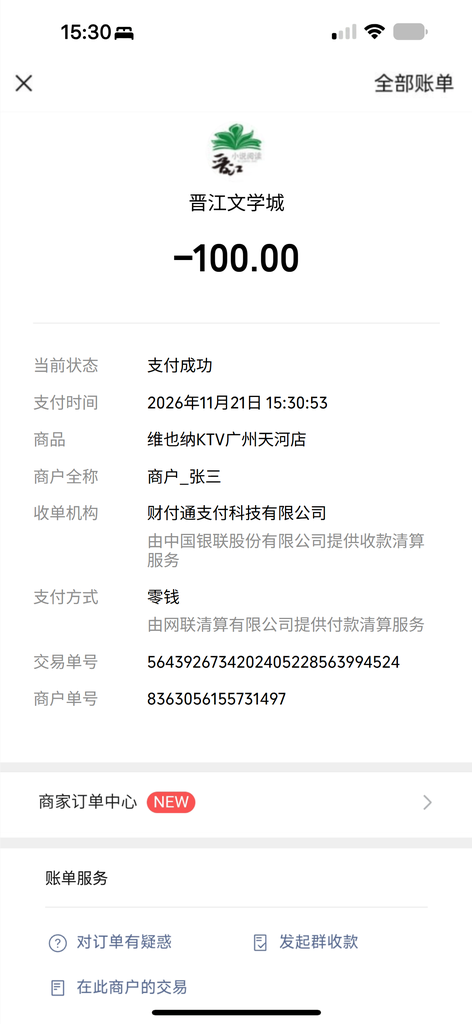 15:30
全部账单
小说阅读
晋江
晋江文学城
-100.00
当前状态 支付成功
支付时间 2026年11月21日 15:30:53
商品 维也纳KTV广州天河店
商户全称 商户_张三
收单机构 财付通支付科技有限公司
由中国银联股份有限公司提供收款清算
服务
支付方式 零钱
由网联清算有限公司提供付款清算服务
交易单号 5643926734202405228563994524
商户单号 8363056155731497
商家订单中心 NEW
账单服务
对订单有疑惑 发起群收款
在此商户的交易